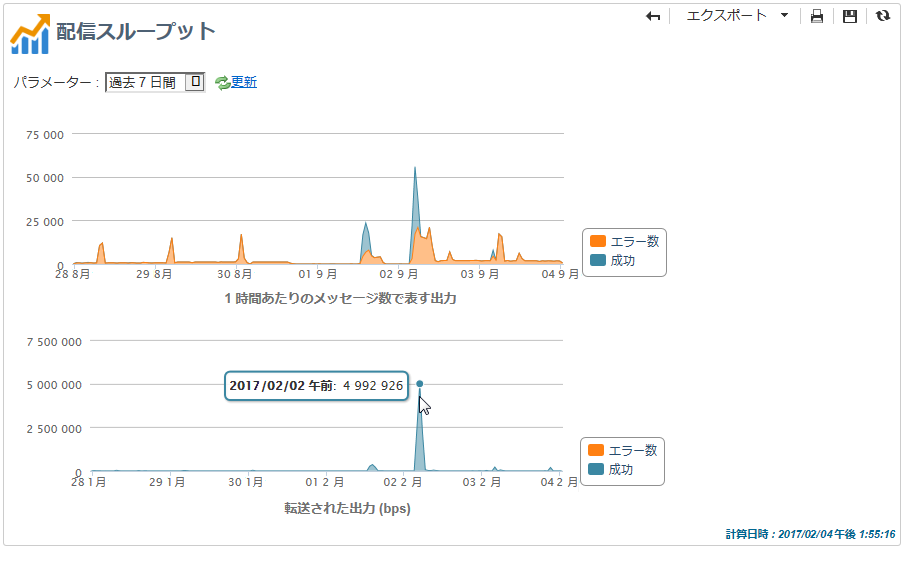 エクスポート
配信スループット
パラメーター : 過去 7 日間 更新
75 000
50 000
25 000
0
28 8月 29 8月 30 8月 01 9 月 02 9 月 03 9 月 04 9 月
エラー数
成功
1 時間あたりのメッセージ数で表す出力
7 500 000
5 000 000
2 500 000
0
2017/02/02 午前: 4 992 926
28 1月 29 1月 30 1月 01 2 月 02 2 月 03 2 月 04 2 月
エラー数
成功
転送された出力 (bps)
計算日時 : 2017/02/04 午後 1:55:16